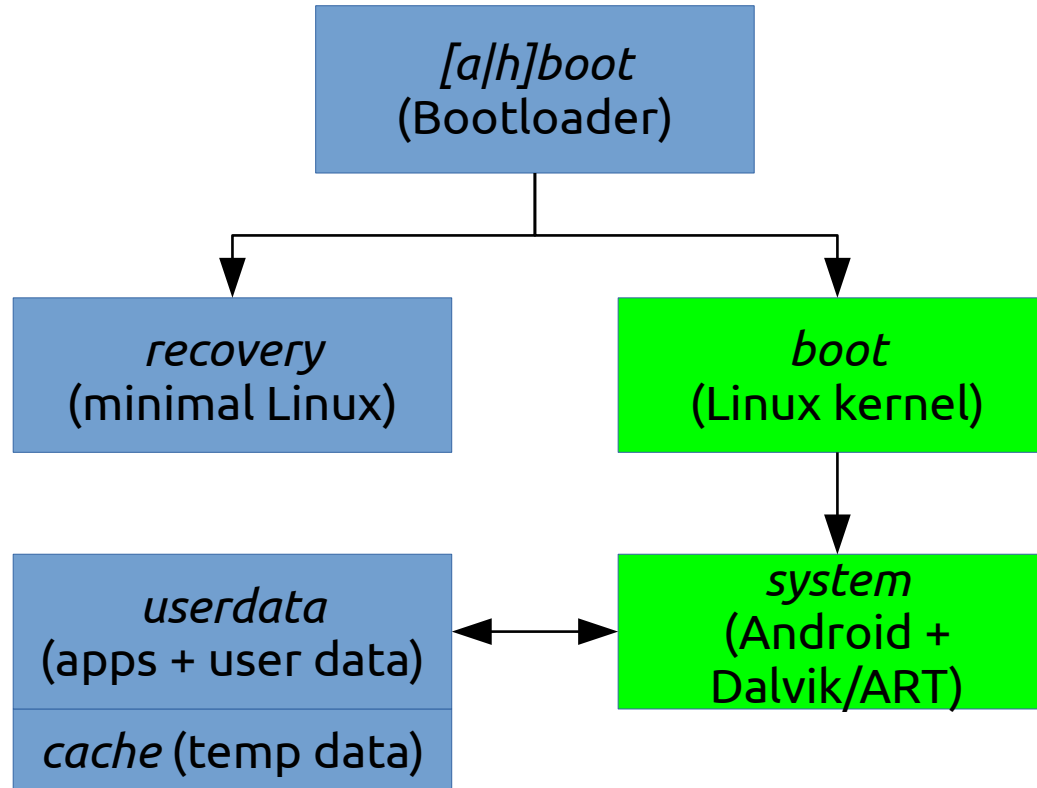 [a|h]boot
(Bootloader)
recovery
(minimal Linux)
boot
(Linux kernel)
userdata
(apps + user data)
cache (temp data)
system
(Android +
Dalvik/ART)